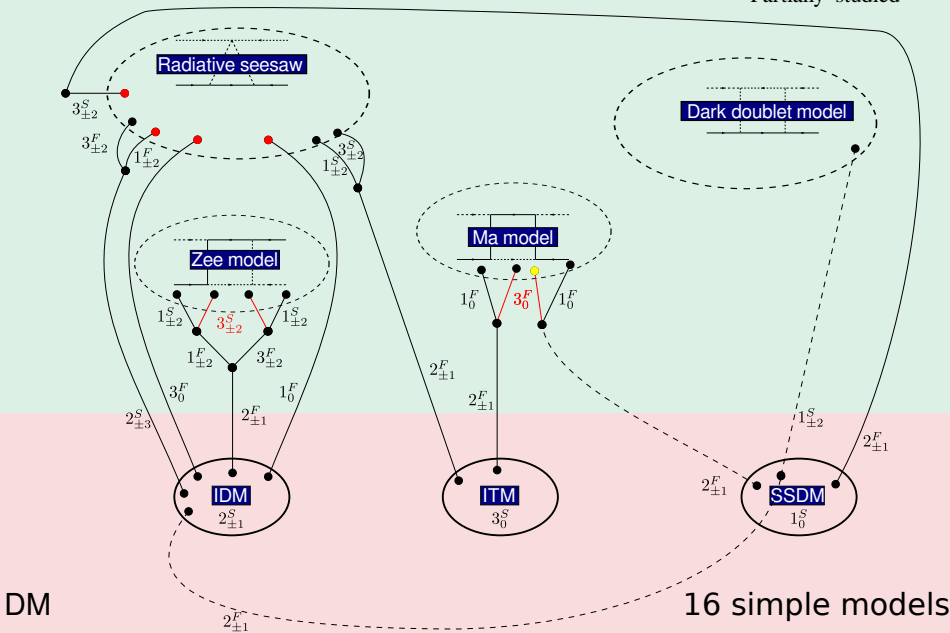 Partially studied
Radiative seesaw
Dark doublet model
3^S_{±2}
3^F_{±2}
1^F_{±2}
1^S_{±2}
3^S_{±2}
Ma model
Zee model
1^F_0
3^F_0
1^F_0
1^S_{±2}
3^S_{±2}
1^S_{±2}
1^F_{±2}
3^F_{±2}
2^F_{±1}
3^F_0
1^F_0
2^F_{±1}
2^S_{±3}
2^F_{±1}
1^S_{±2}
2^F_{±1}
2^F_{±1}
IDM
2^S_{±1}
ITM
3^S_0
SSDM
1^S_0
DM
16 simple models
2^F_{±1}